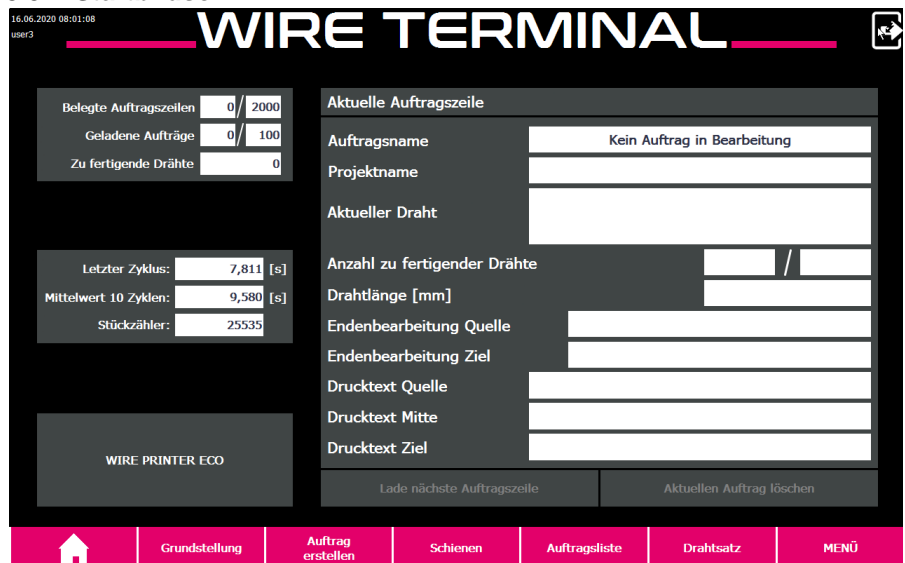 16.06.2020 08:01:08
user3
WIRE TERMINAL
Belegte Auftragszeilen 0 / 2000
Geladene Aufträge 0 / 100
Zu fertigende Drähte 0
Letzter Zyklus: 7,811 [s]
Mittelwert 10 Zyklen: 9,580 [s]
Stückzähler: 25535
WIRE PRINTER ECO
Aktuelle Auftragszeile
Auftragsname Kein Auftrag in Bearbeitung
Projektname
Aktueller Draht
Anzahl zu fertigender Drähte /
Drahtlänge [mm]
Endenbearbeitung Quelle
Endenbearbeitung Ziel
Drucktext Quelle
Drucktext Mitte
Drucktext Ziel
Lade nächste Auftragszeile
Aktuellen Auftrag löschen
Grundstellung
Auftrag
erstellen
Schienen
Auftragsliste
Drahtsatz
MENÜ